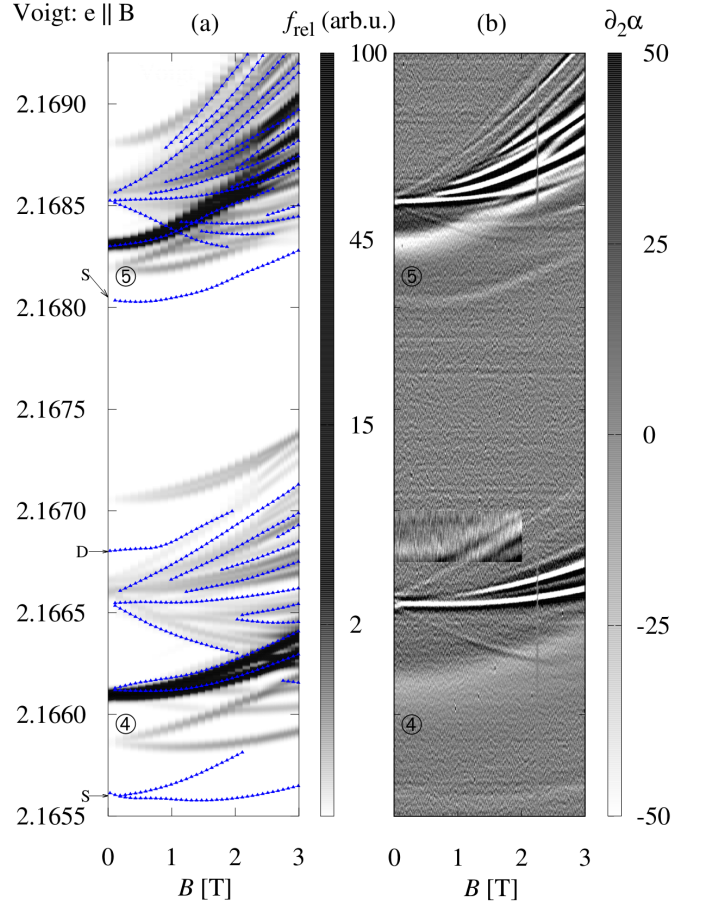 Voigt: e || B (a) f_rel (arb.u.) (b) ∂₂α
2.1690
2.1685
2.1680
2.1675
2.1670
2.1665
2.1660
2.1655
S
D
S
⑤
④
0 1 2 3
B [T]
100
45
15
2
⑤
④
0 1 2 3
B [T]
50
25
0
-25
-50